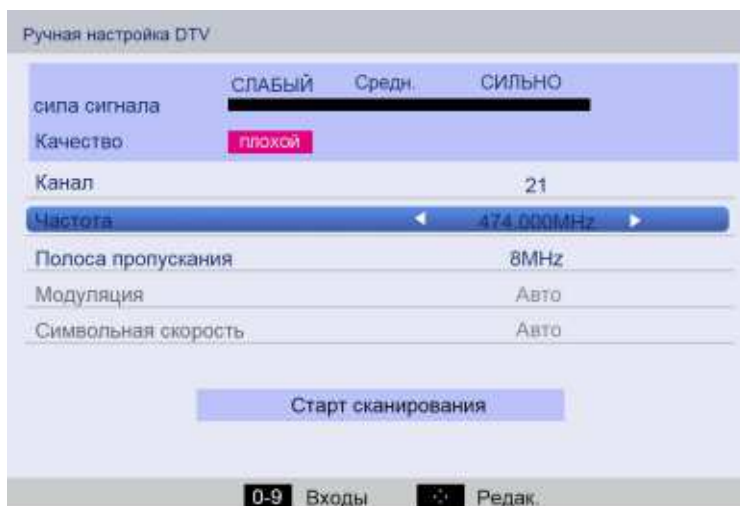 Ручная настройка DTV
СЛАБЫЙ Средн. СИЛЬНО
сила сигнала
Качество плохой
Канал 21
Частота 474.000MHz
Полоса пропускания 8MHz
Модуляция Авто
Символьная скорость Авто
Старт сканирования
0-9 Входы Редак.